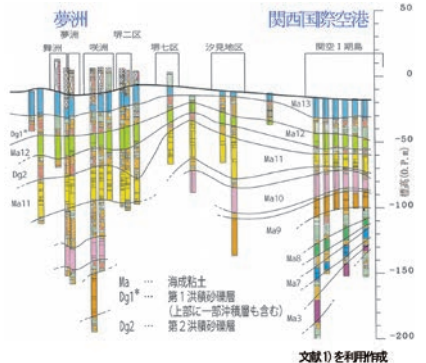 夢洲
関西国際空港
夢洲
舞洲
咲洲
堺二区
堺七区
汐見地区
関空1期島
50
0
-50
-100
-150
-200
標高(O.P.m)
Dg1*
Ma12
Dg2
Ma11
Ma13
Ma12
Ma11
Ma10
Ma9
Ma8
Ma7
Ma3
Ma … 海成粘土
Dg1* … 第1洪積砂礫層
(上部に一部沖積層も含む)
Dg2 … 第2洪積砂礫層
文献1)を利用作成